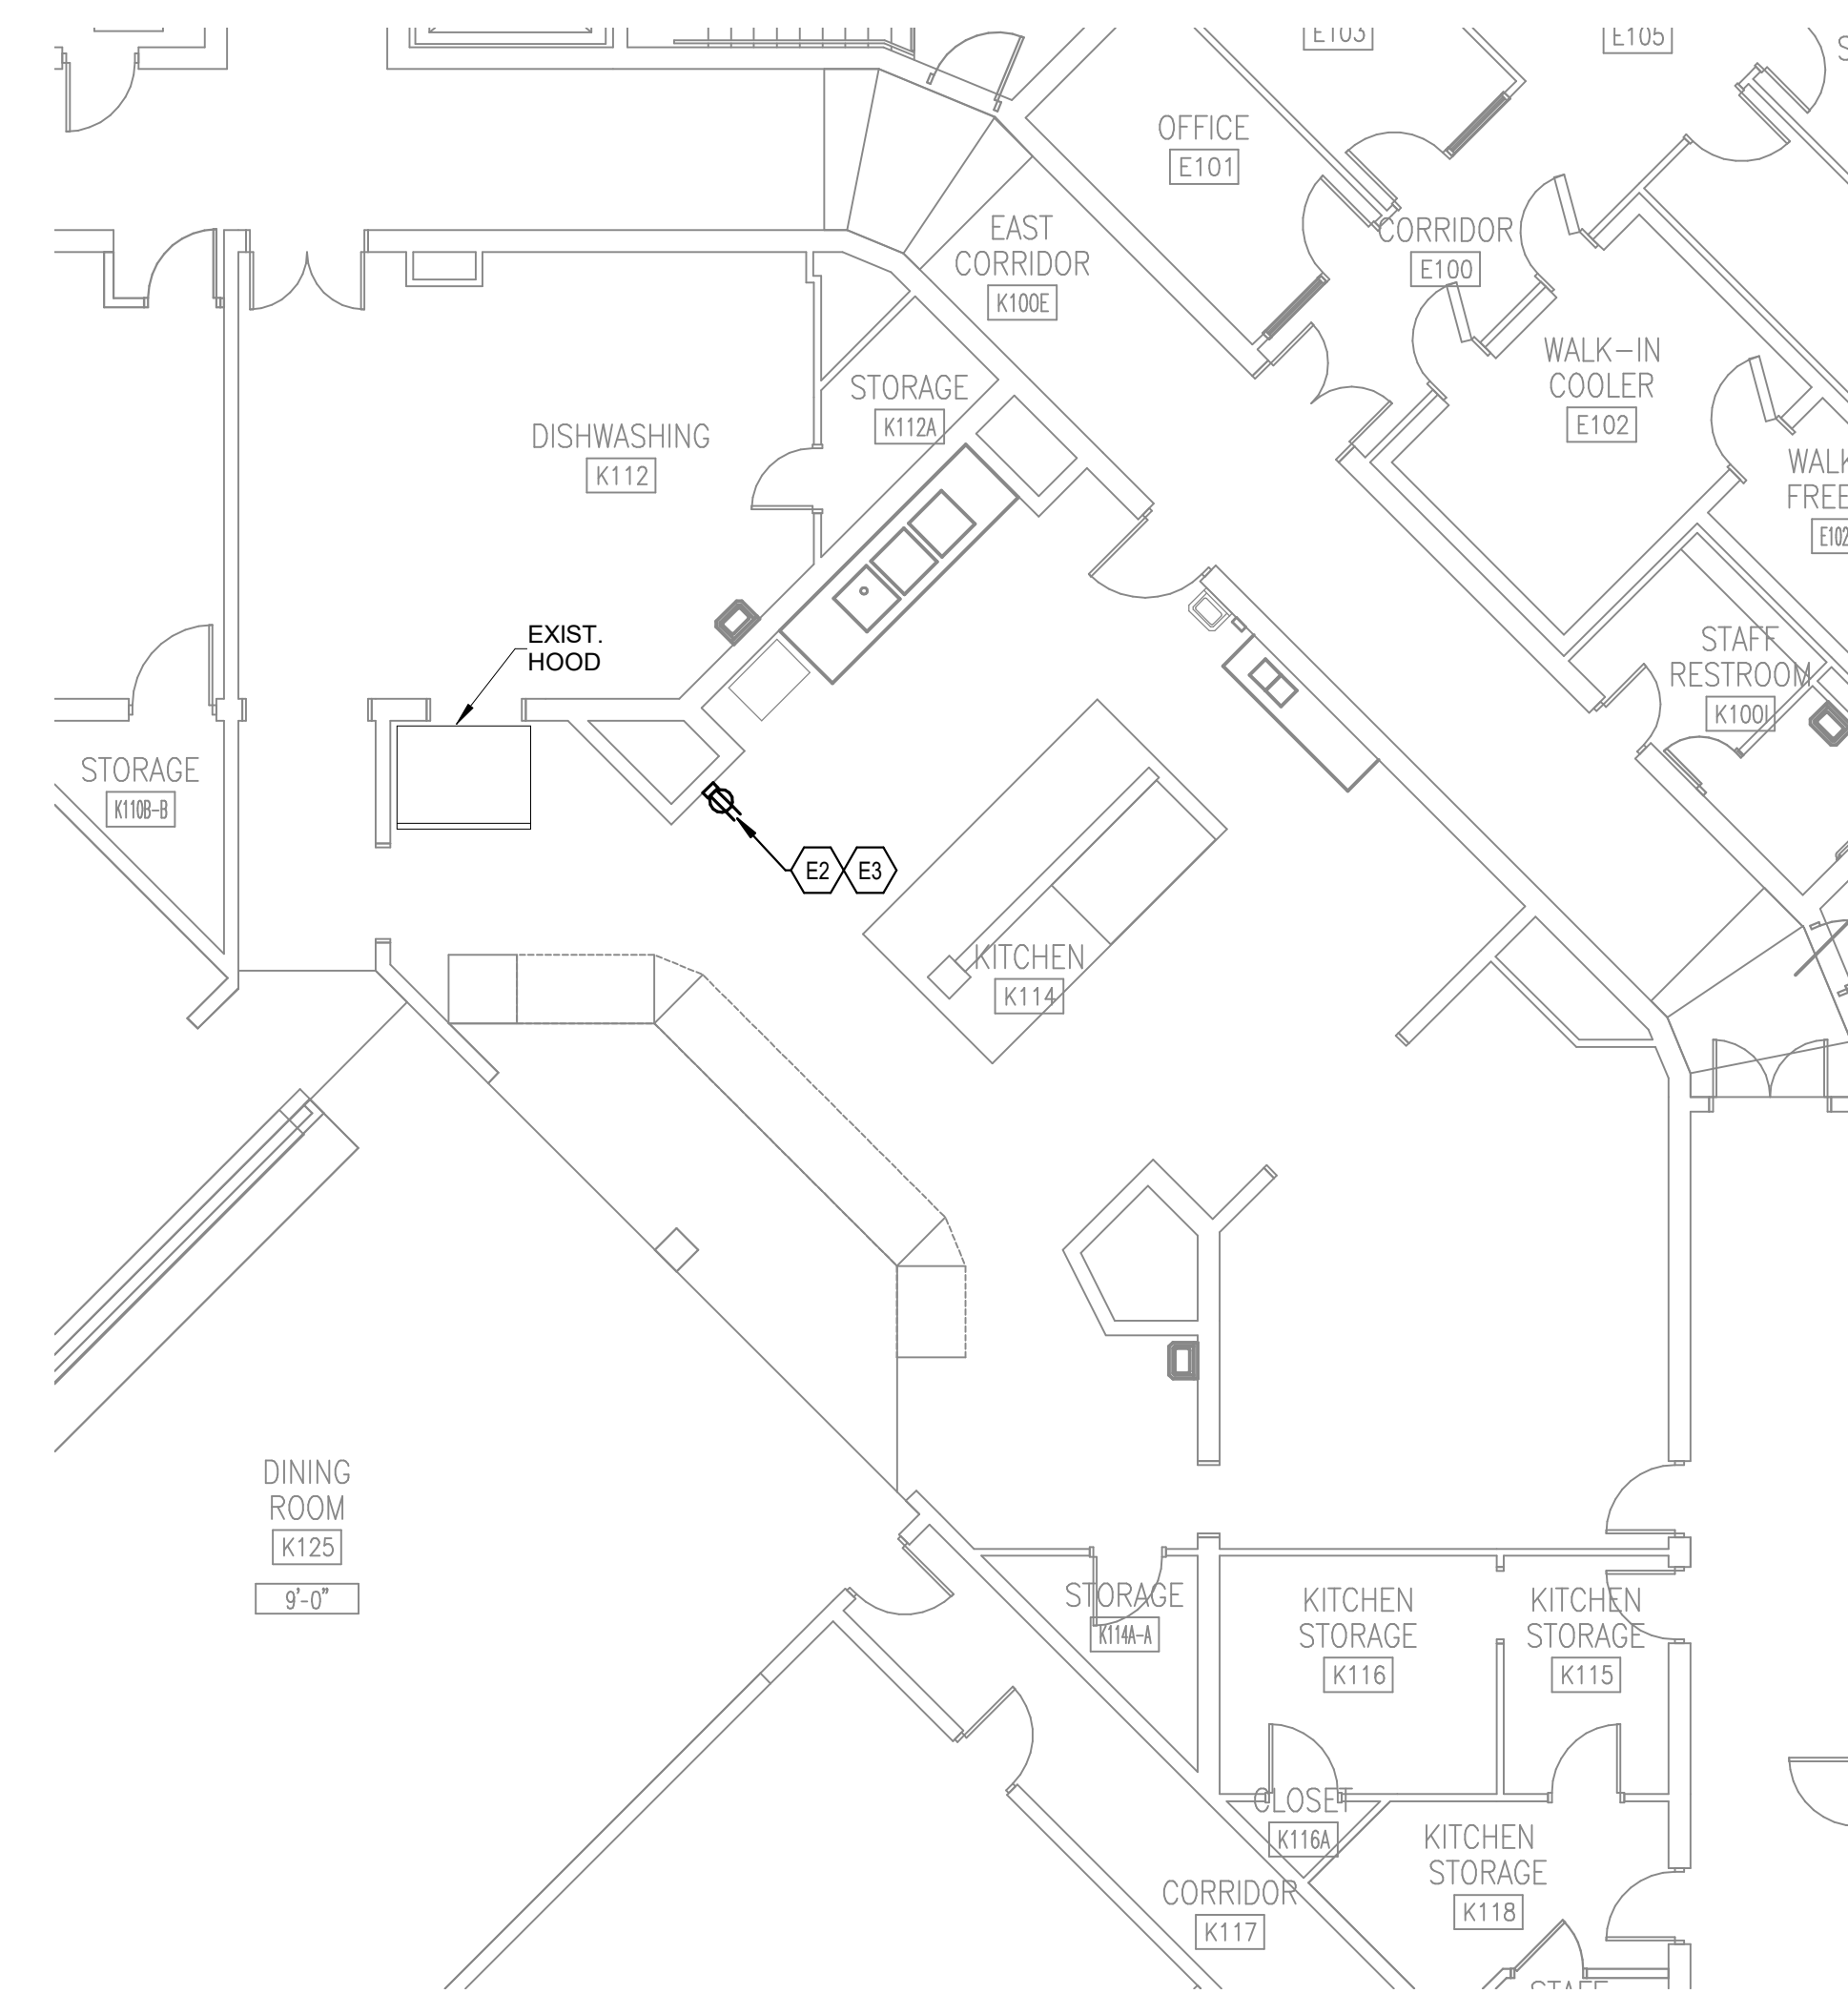 E103
E105
OFFICE
E101
EAST
CORRIDOR
K100E
CORRIDOR
E100
WALK-IN
COOLER
E102
STORAGE
K112A
DISHWASHING
K112
EXIST.
HOOD
STAFF
RESTROOM
K100L
STORAGE
K110B-B
E2 E3
KITCHEN
K114
DINING
ROOM
K125
9'-0"
STORAGE
K114A-A
KITCHEN
STORAGE
K116
KITCHEN
STORAGE
K115
CLOSET
K116A
KITCHEN
STORAGE
K118
CORRIDOR
K117
STAFF